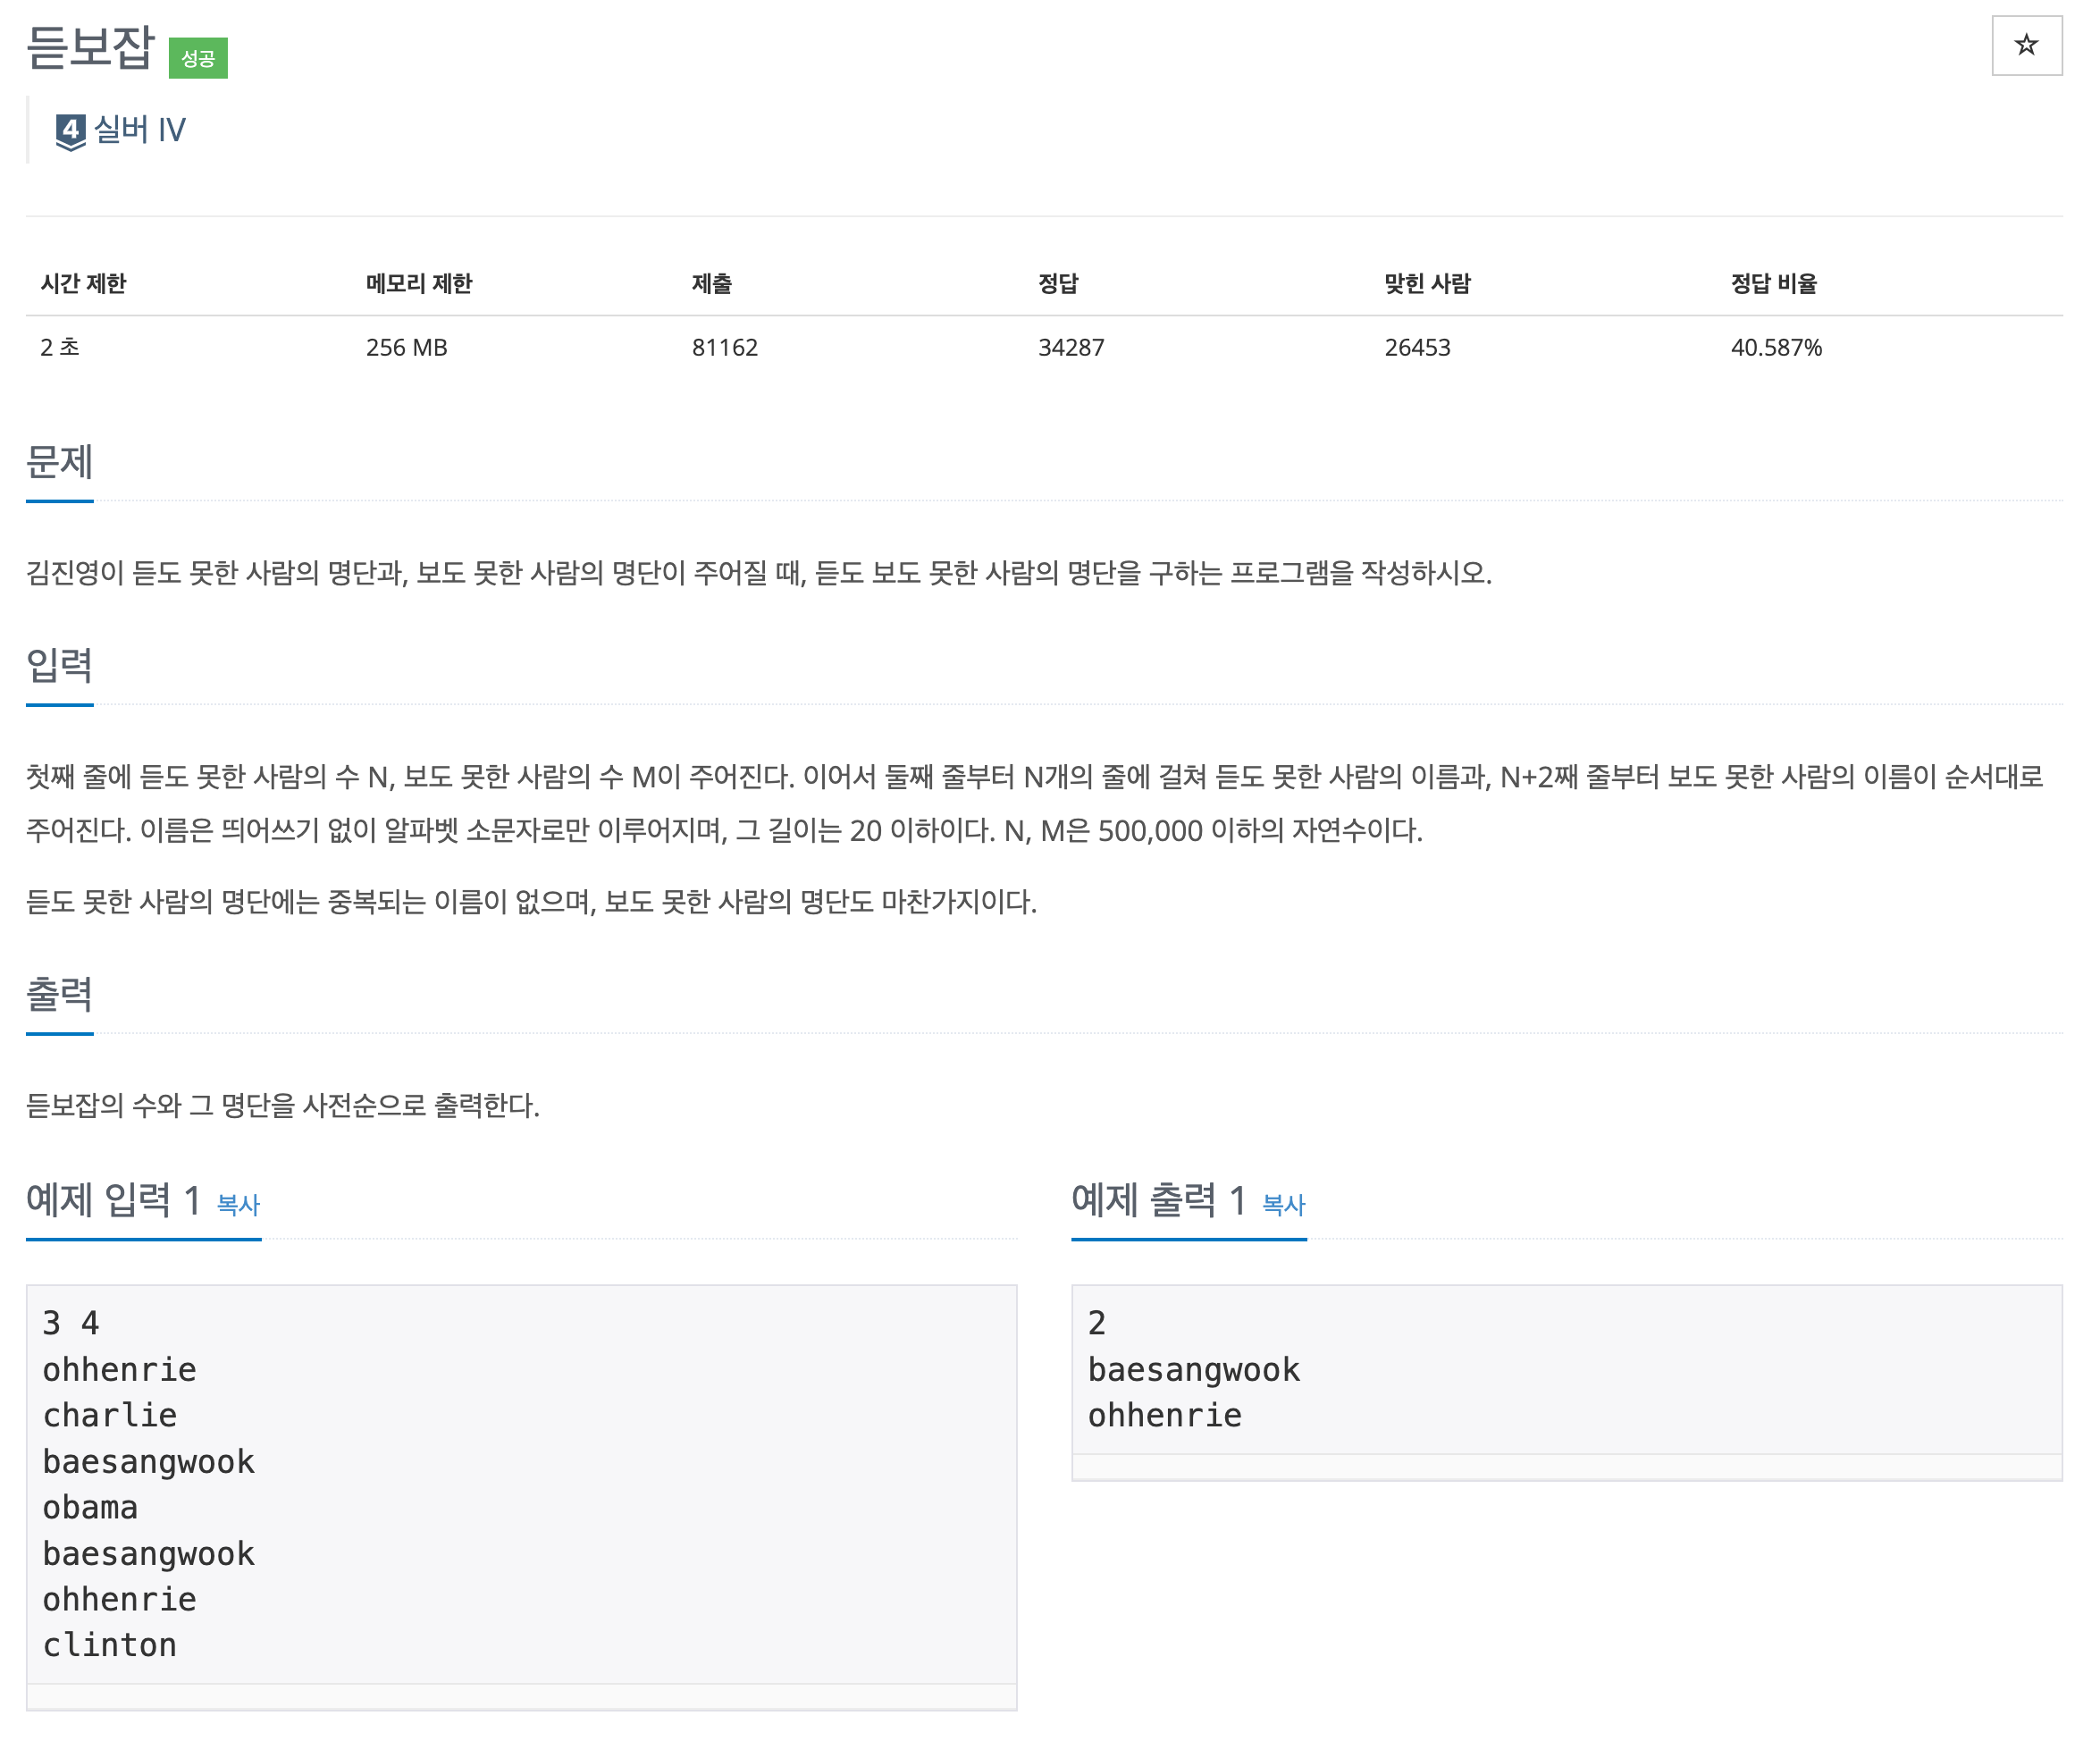 듣보잡 성공
☆
4 실버 IV
시간 제한 메모리 제한 제출 정답 맞힌 사람 정답 비율
2 초 256 MB 81162 34287 26453 40.587%
문제
김진영이 듣도 못한 사람의 명단과, 보도 못한 사람의 명단이 주어질 때, 듣도 보도 못한 사람의 명단을 구하는 프로그램을 작성하시오.
입력
첫째 줄에 듣도 못한 사람의 수 N, 보도 못한 사람의 수 M이 주어진다. 이어서 둘째 줄부터 N개의 줄에 걸쳐 듣도 못한 사람의 이름과, N+2째 줄부터 보도 못한 사람의 이름이 순서대로
주어진다. 이름은 띄어쓰기 없이 알파벳 소문자로만 이루어지며, 그 길이는 20 이하이다. N, M은 500,000 이하의 자연수이다.
듣도 못한 사람의 명단에는 중복되는 이름이 없으며, 보도 못한 사람의 명단도 마찬가지이다.
출력
듣보잡의 수와 그 명단을 사전순으로 출력한다.
예제 입력 1 복사
3 4
ohhenrie
charlie
baesangwook
obama
baesangwook
ohhenrie
clinton
예제 출력 1 복사
2
baesangwook
ohhenrie